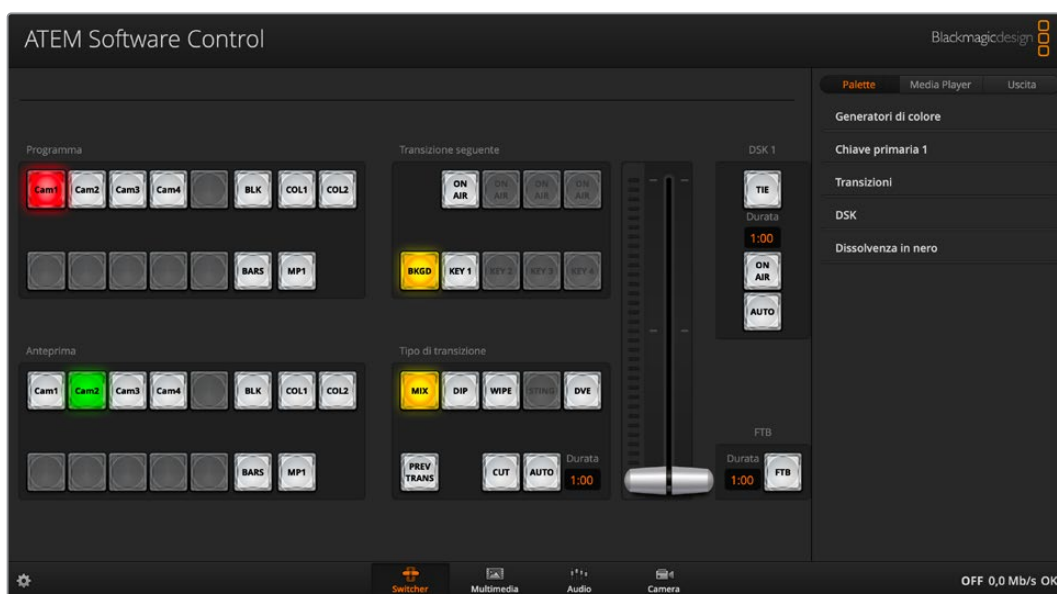 ATEM Software Control
Blackmagicdesign
Palette Media Player Uscita
Generatori di colore
Chiave primaria 1
Transizioni
DSK
Dissolvenza in nero
Programma
Cam1 Cam2 Cam3 Cam4 BLK COL1 COL2
BARS MP1
Transizione seguente
ON AIR ON AIR ON AIR ON AIR
BKGD KEY 1 KEY 2 KEY 3 KEY 4
DSK 1
TIE
Durata
1:00
ON AIR
AUTO
Anteprima
Cam1 Cam2 Cam3 Cam4 BLK COL1 COL2
BARS MP1
Tipo di transizione
MIX DIP WIPE STING DVE
PREV TRANS CUT AUTO Durata 1:00
FTB
Durata
1:00 FTB
Switcher Multimedia Audio Camera
OFF 0,0 Mb/s OK